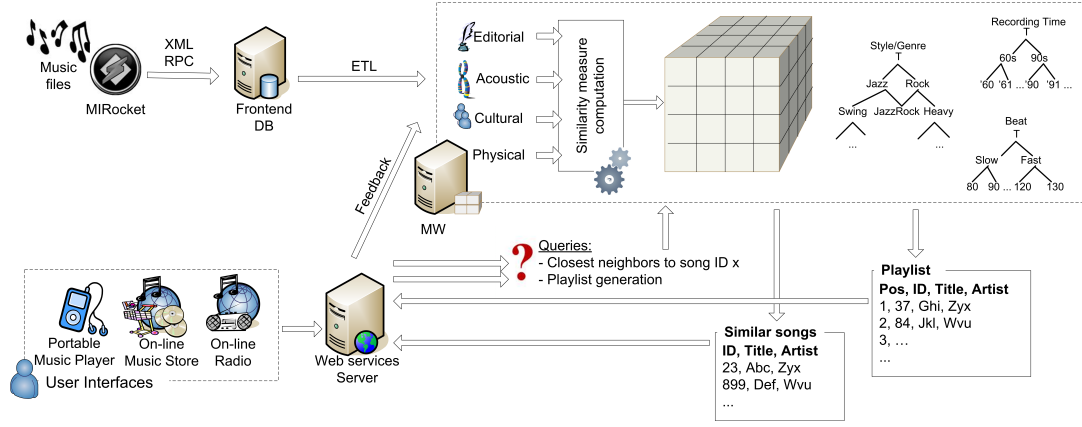 Music
files
MIRocket
XML
RPC
Frontend
DB
ETL
Feedback
MW
Editorial
Acoustic
Cultural
Physical
Similarity measure
computation
Style/Genre
T
Jazz Rock
Swing JazzRock Heavy
... ...
Recording Time
T
60s 90s
'60 '61 ... '90 '91 ...
Beat
T
Slow Fast
80 90 ... 120 130
Queries:
- Closest neighbors to song ID x
- Playlist generation
?
Portable
Music Player
On-line
Music Store
On-line
Radio
User Interfaces
Web services
Server
Similar songs
ID, Title, Artist
23, Abc, Zyx
899, Def, Wvu
...
Playlist
Pos, ID, Title, Artist
1, 37, Ghi, Zyx
2, 84, Jkl, Wvu
3, ...
...